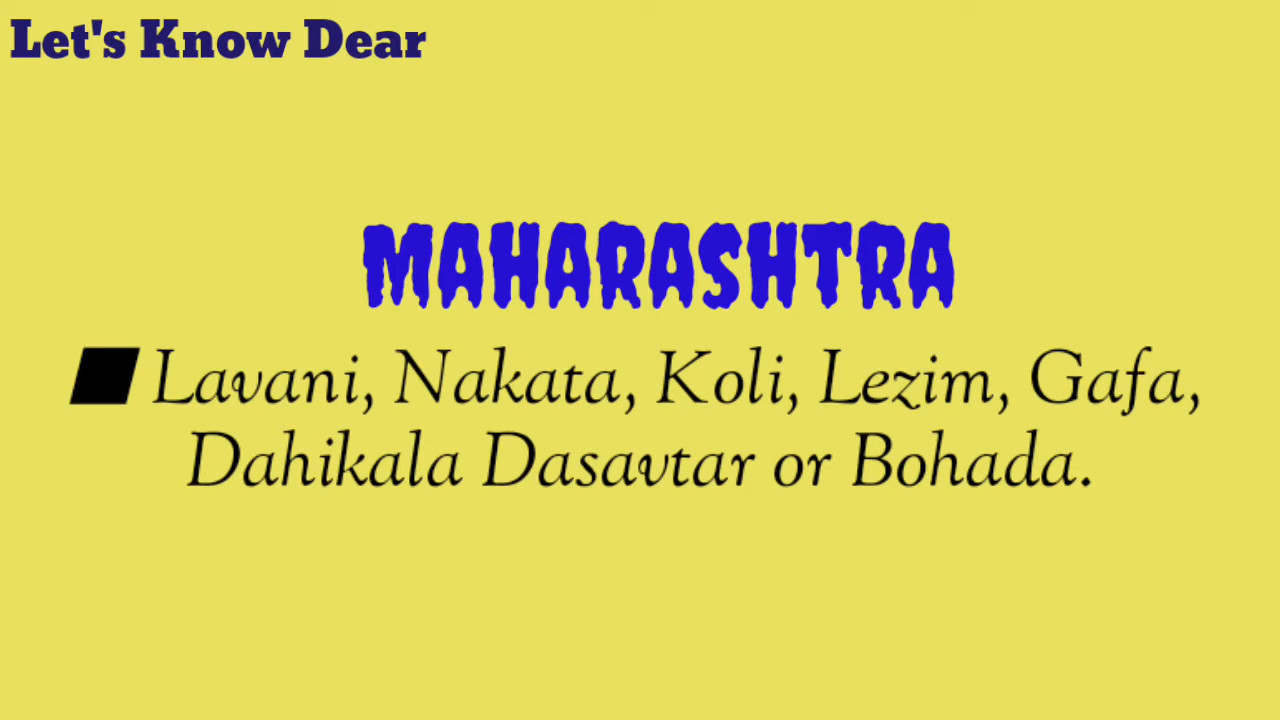 Let's Know Dear
MAHARASHTRA
■ Lavani, Nakata, Koli, Lezim, Gafa,
Dahikala Dasavtar or Bohada.